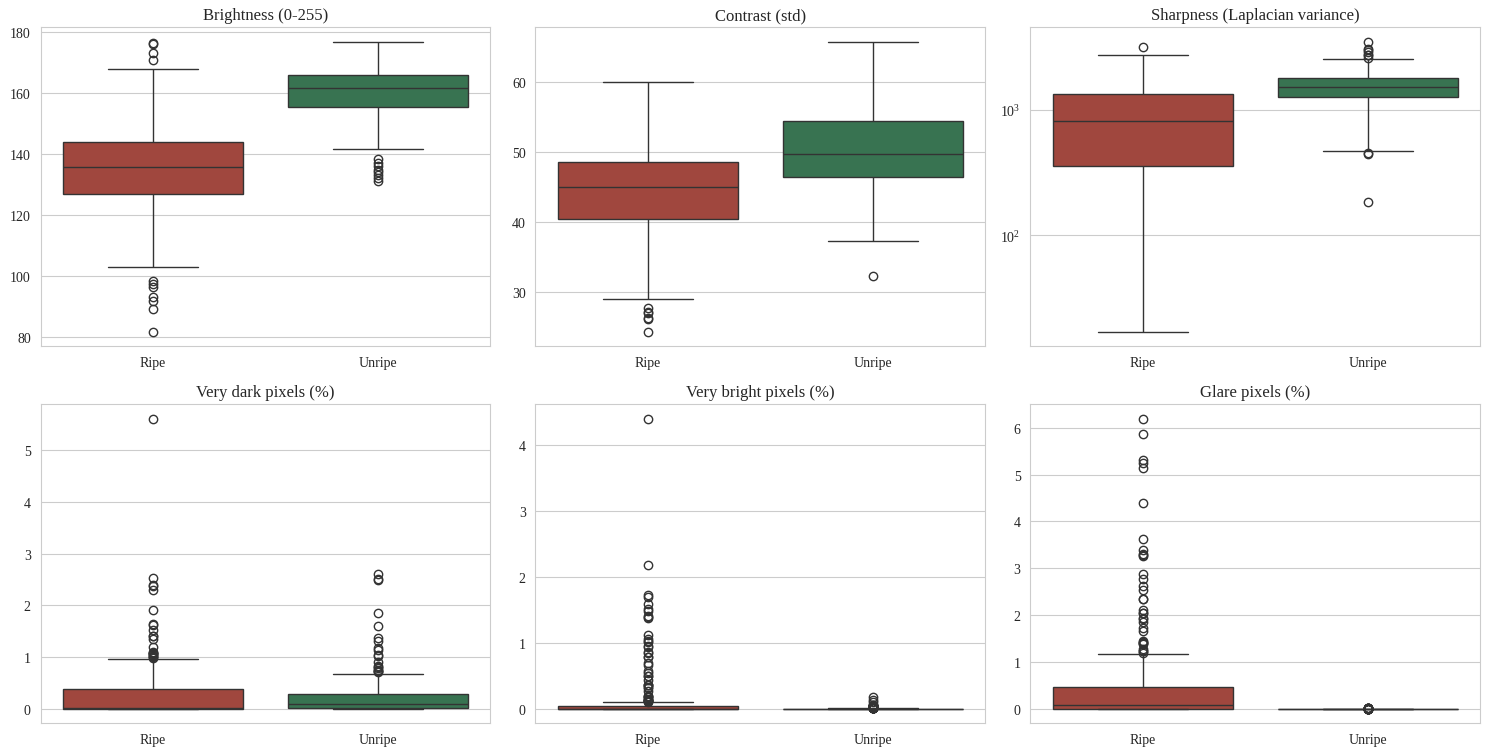 Brightness (0-255)
180
160
140
120
100
80
Ripe
Unripe
Contrast (std)
60
50
40
30
Ripe
Unripe
Sharpness (Laplacian variance)
10³
10²
Ripe
Unripe
Very dark pixels (%)
5
4
3
2
1
0
Ripe
Unripe
Very bright pixels (%)
4
3
2
1
0
Ripe
Unripe
Glare pixels (%)
6
5
4
3
2
1
0
Ripe
Unripe